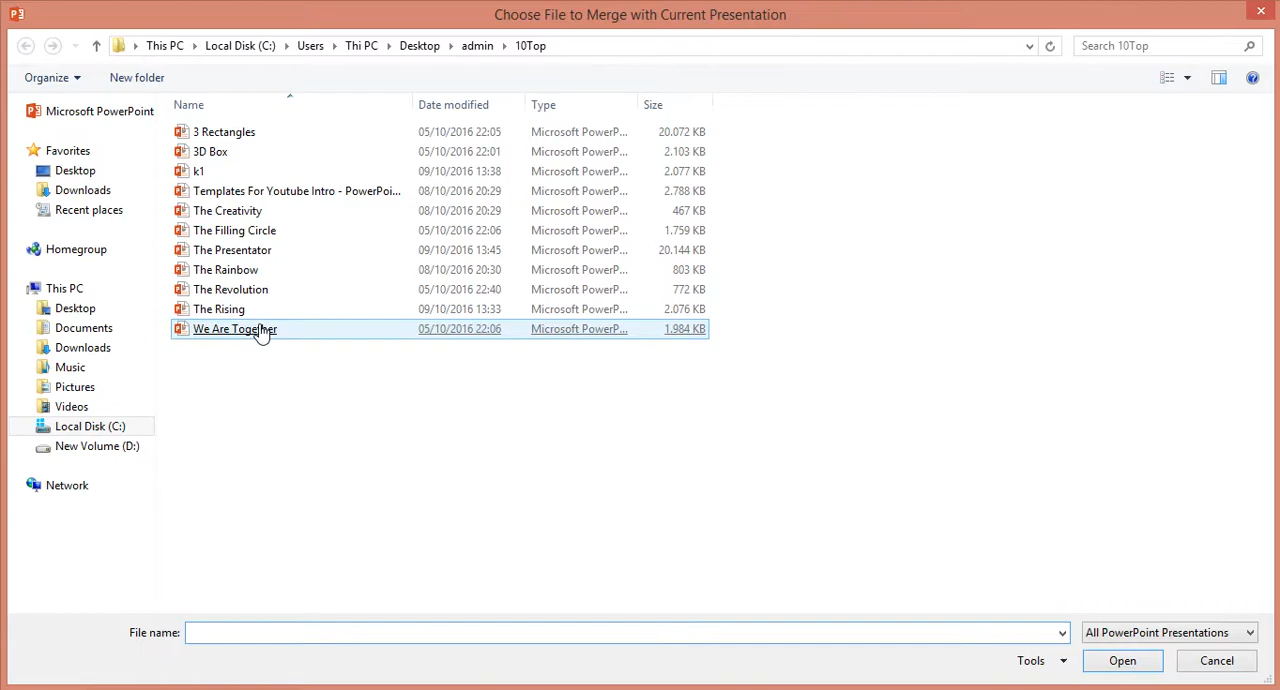 Choose File to Merge with Current Presentation
This PC Local Disk (C:) Users Thi PC Desktop admin 10Top Search 10Top
Organize New folder
Microsoft PowerPoint
Favorites
Desktop
Downloads
Recent places
Homegroup
This PC
Desktop
Documents
Downloads
Music
Pictures
Videos
Local Disk (C:)
New Volume (D:)
Network
Name Date modified Type Size
3 Rectangles 05/10/2016 22:05 Microsoft PowerP... 20.072 KB
3D Box 05/10/2016 22:01 Microsoft PowerP... 2.103 KB
k1 09/10/2016 13:38 Microsoft PowerP... 2.077 KB
Templates For Youtube Intro - PowerPoi... 08/10/2016 20:29 Microsoft PowerP... 2.788 KB
The Creativity 08/10/2016 20:29 Microsoft PowerP... 467 KB
The Filling Circle 05/10/2016 22:06 Microsoft PowerP... 1.759 KB
The Presentator 09/10/2016 13:45 Microsoft PowerP... 20.144 KB
The Rainbow 08/10/2016 20:30 Microsoft PowerP... 803 KB
The Revolution 05/10/2016 22:40 Microsoft PowerP... 772 KB
The Rising 09/10/2016 13:33 Microsoft PowerP... 2.076 KB
We Are Together 05/10/2016 22:06 Microsoft PowerP... 1.984 KB
File name: All PowerPoint Presentations
Tools Open Cancel